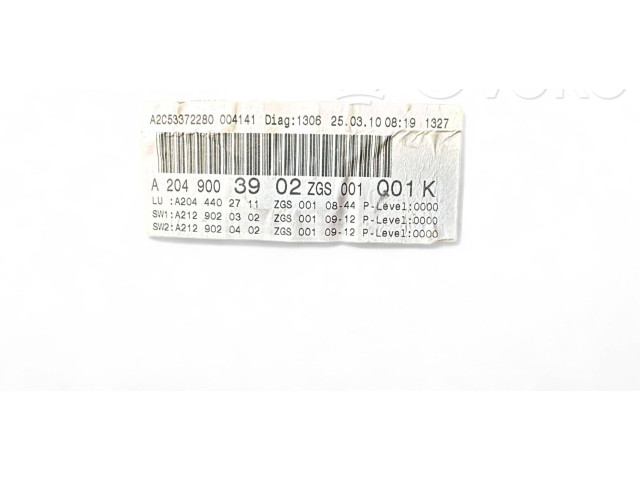 A2C53372280 004141 Diag:1306 25.03.10 08:19 1327
A 204 900 39 02 ZGS 001 Q01 K
LU :A204 440 27 11 ZGS 001 08-44 P-Level:0000
SW1:A212 902 03 02 ZGS 001 09-12 P-Level:0000
SW2:A212 902 04 02 ZGS 001 09-12 P-Level:0000